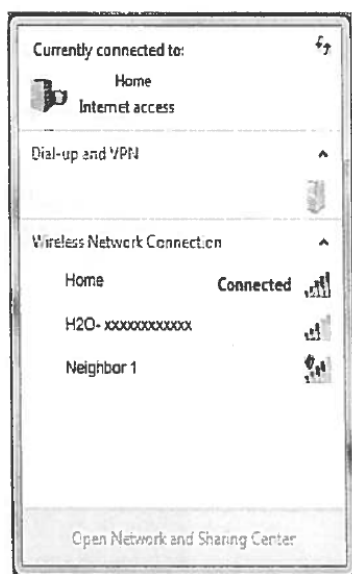 Currently connected to:
Home
Internet access
Dial-up and VPN
Wireless Network Connection
Home Connected
H2O- xxxxxxxxxxxx
Neighbor 1
Open Network and Sharing Center